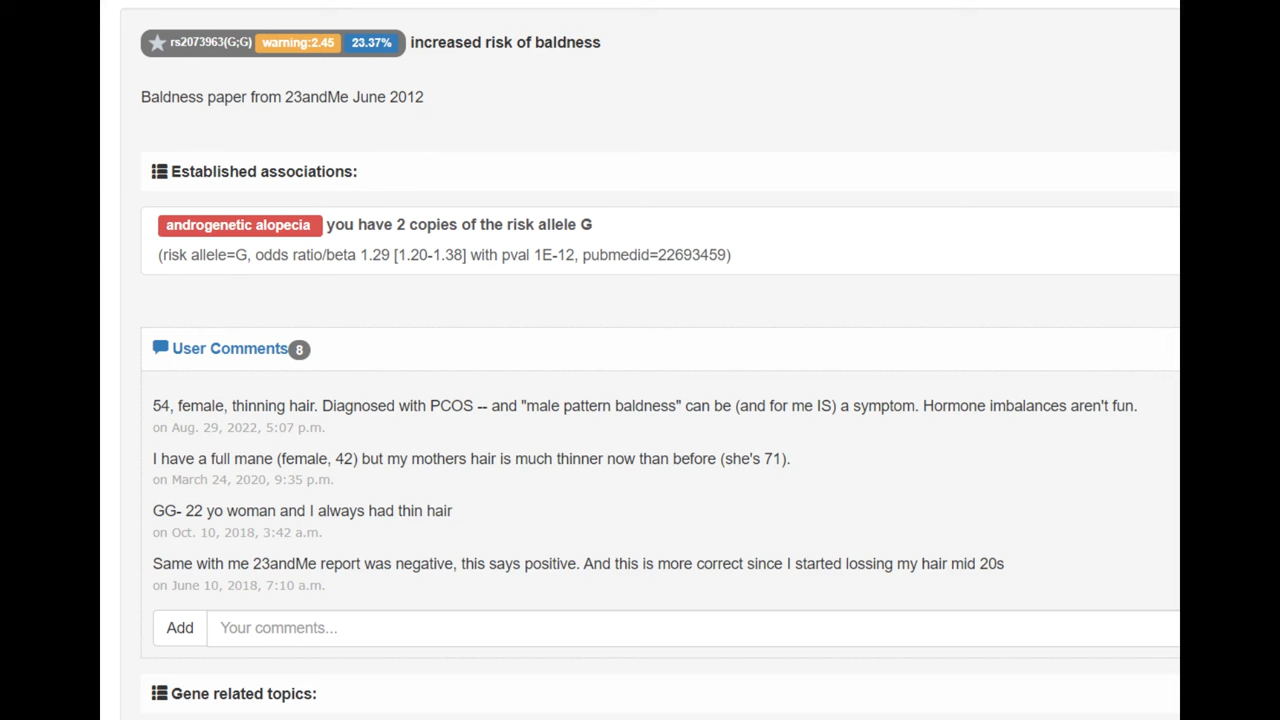 rs2073963(G;G) warning:2.45 23.37% increased risk of baldness
Baldness paper from 23andMe June 2012
Established associations:
androgenetic alopecia you have 2 copies of the risk allele G
(risk allele=G, odds ratio/beta 1.29 [1.20-1.38] with pval 1E-12, pubmedid=22693459)
User Comments 8
54, female, thinning hair. Diagnosed with PCOS -- and "male pattern baldness" can be (and for me IS) a symptom. Hormone imbalances aren't fun.
on Aug. 29, 2022, 5:07 p.m.
I have a full mane (female, 42) but my mothers hair is much thinner now than before (she's 71).
on March 24, 2020, 9:35 p.m.
GG- 22 yo woman and I always had thin hair
on Oct. 10, 2018, 3:42 a.m.
Same with me 23andMe report was negative, this says positive. And this is more correct since I started lossing my hair mid 20s
on June 10, 2018, 7:10 a.m.
Add Your comments...
Gene related topics: